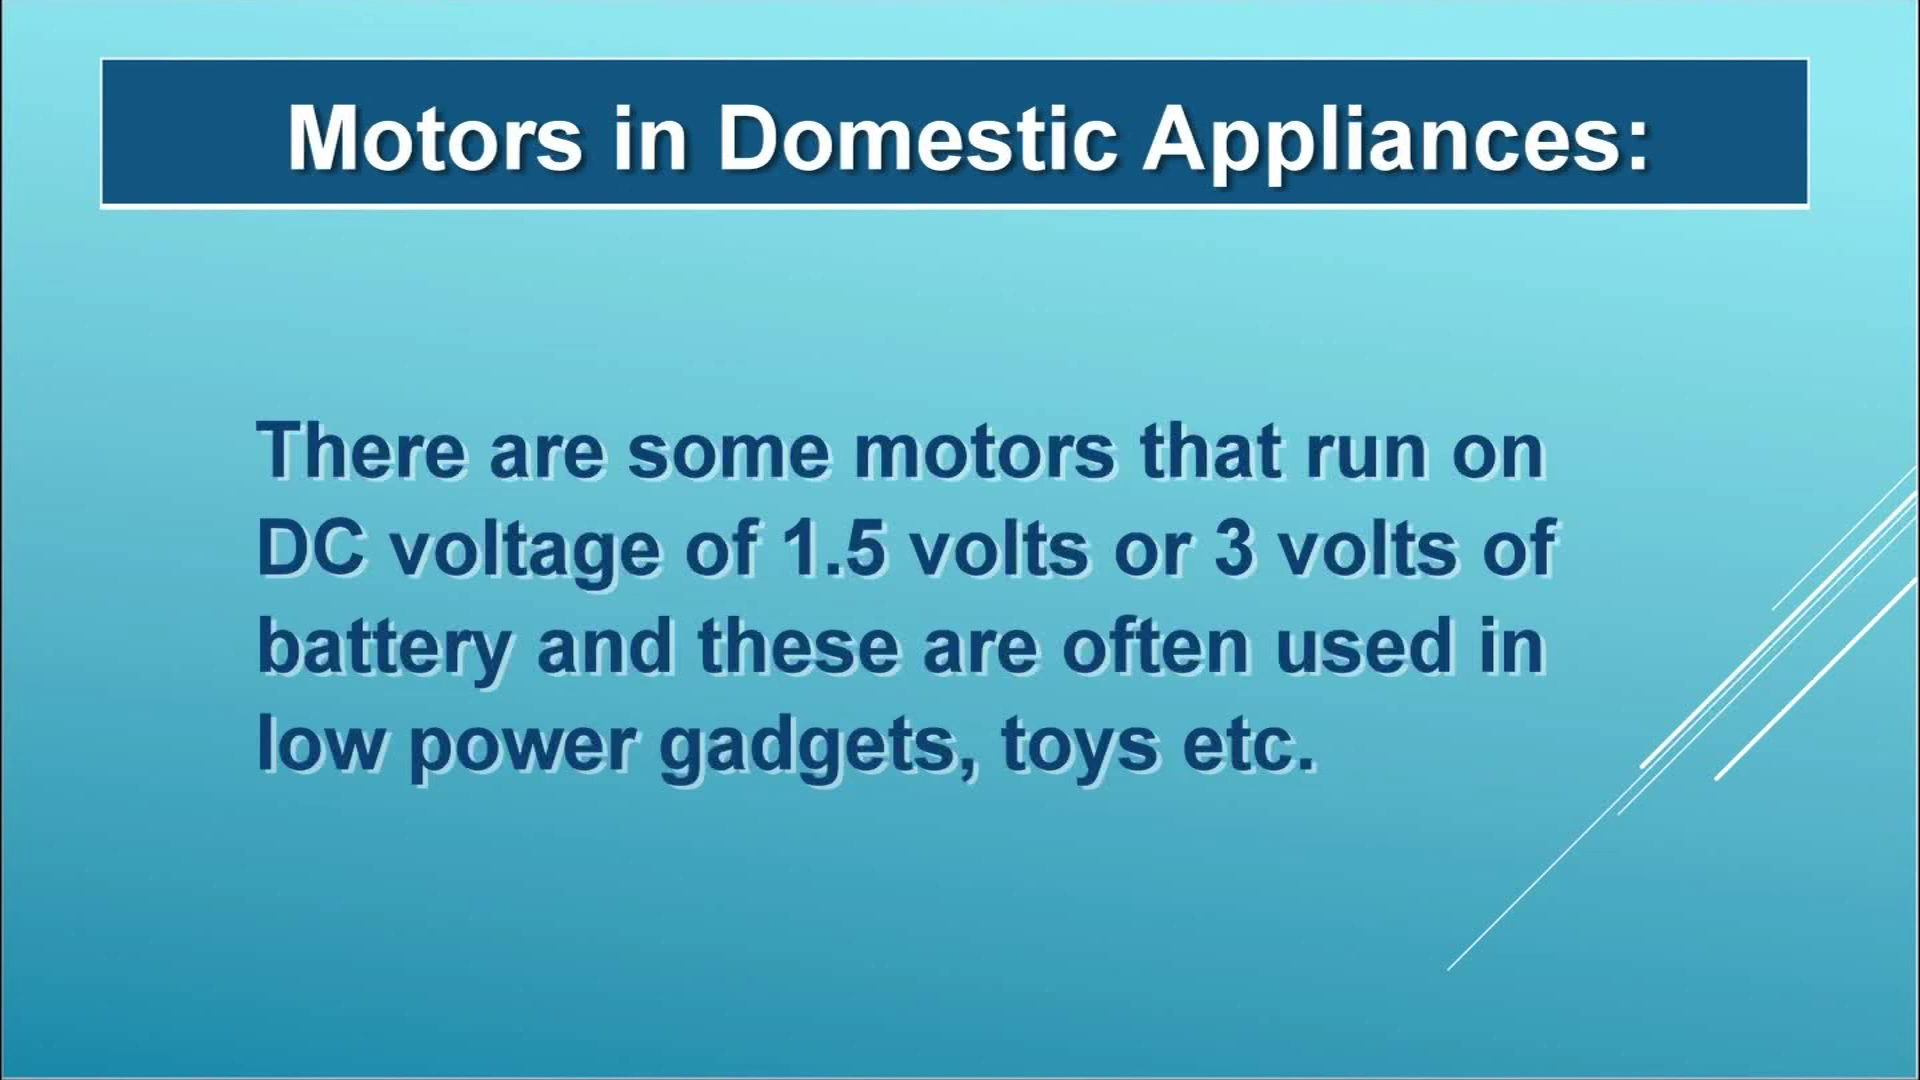 Motors in Domestic Appliances:
There are some motors that run on
DC voltage of 1.5 volts or 3 volts of
battery and these are often used in
low power gadgets, toys etc.